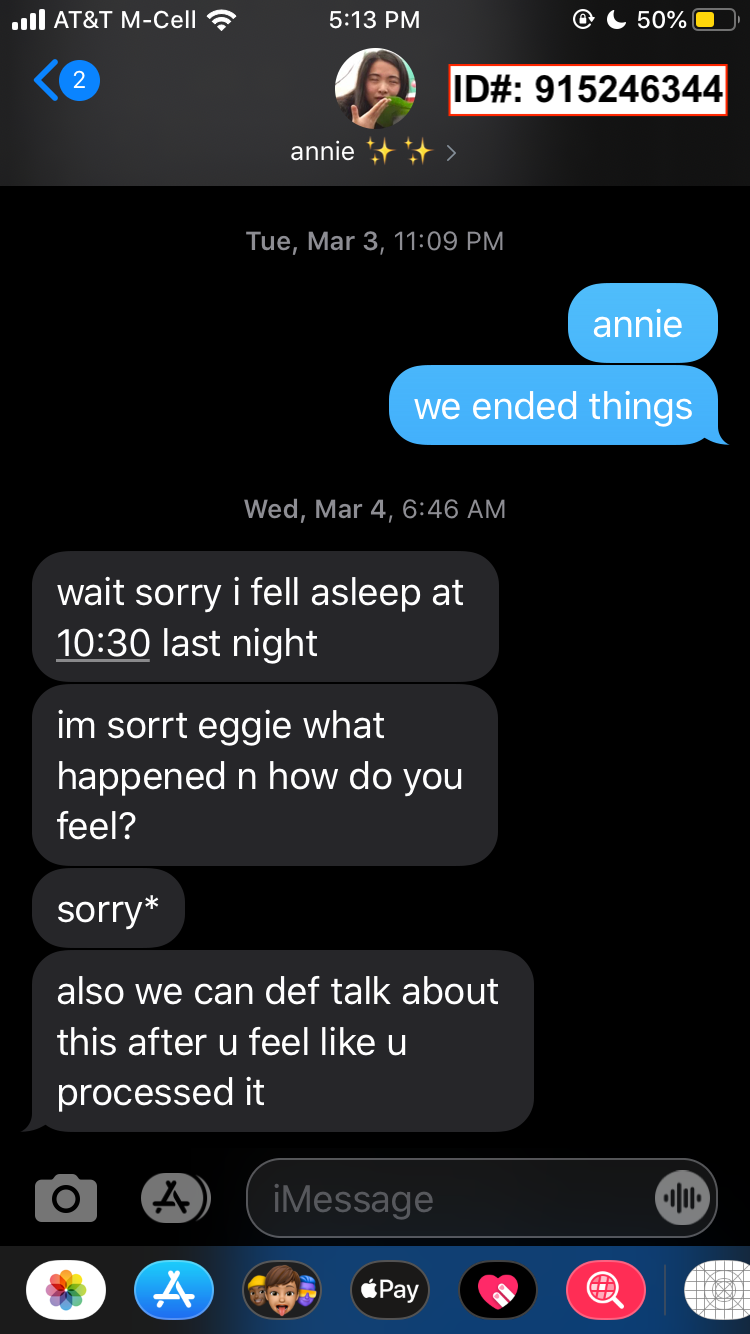 AT&T M-Cell 5:13 PM 50%
2
ID#: 915246344
annie ✨ ✨ >
Tue, Mar 3, 11:09 PM
annie
we ended things
Wed, Mar 4, 6:46 AM
wait sorry i fell asleep at
10:30 last night
im sorrt eggie what
happened n how do you
feel?
sorry*
also we can def talk about
this after u feel like u
processed it
iMessage
Pay